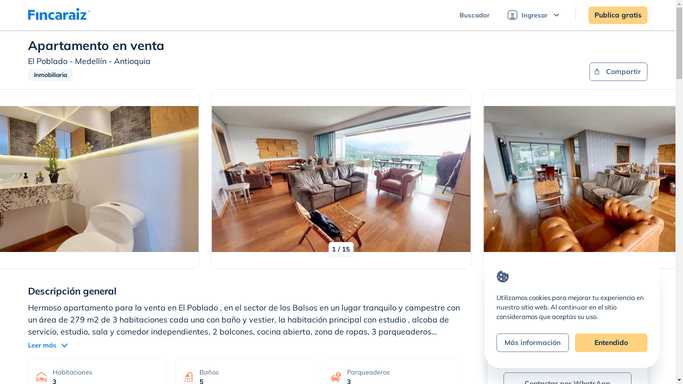 Fincaraiz
Buscador
Ingresar
Publica gratis
Apartamento en venta
El Poblado - Medellín - Antioquia
Inmobiliaria
Compartir
1 / 15
Descripción general
Hermoso apartamento para la venta en El Poblado , en el sector de los Balsos en un lugar tranquilo y campestre con
un área de 279 m2 de 3 habitaciones cada una con baño y vestier, la habitación principal con estudio , alcoba de
servicio, estudio, sala y comedor independientes, 2 balcones, cocina abierta, zona de ropas, 3 parqueaderos...
Leer más
Habitaciones
3
Baños
5
Parqueaderos
3
Utilizamos cookies para mejorar tu experiencia en
nuestro sitio web. Al continuar en el sitio
consideramos que aceptas su uso.
Más información
Entendido
Contactar por WhatsApp